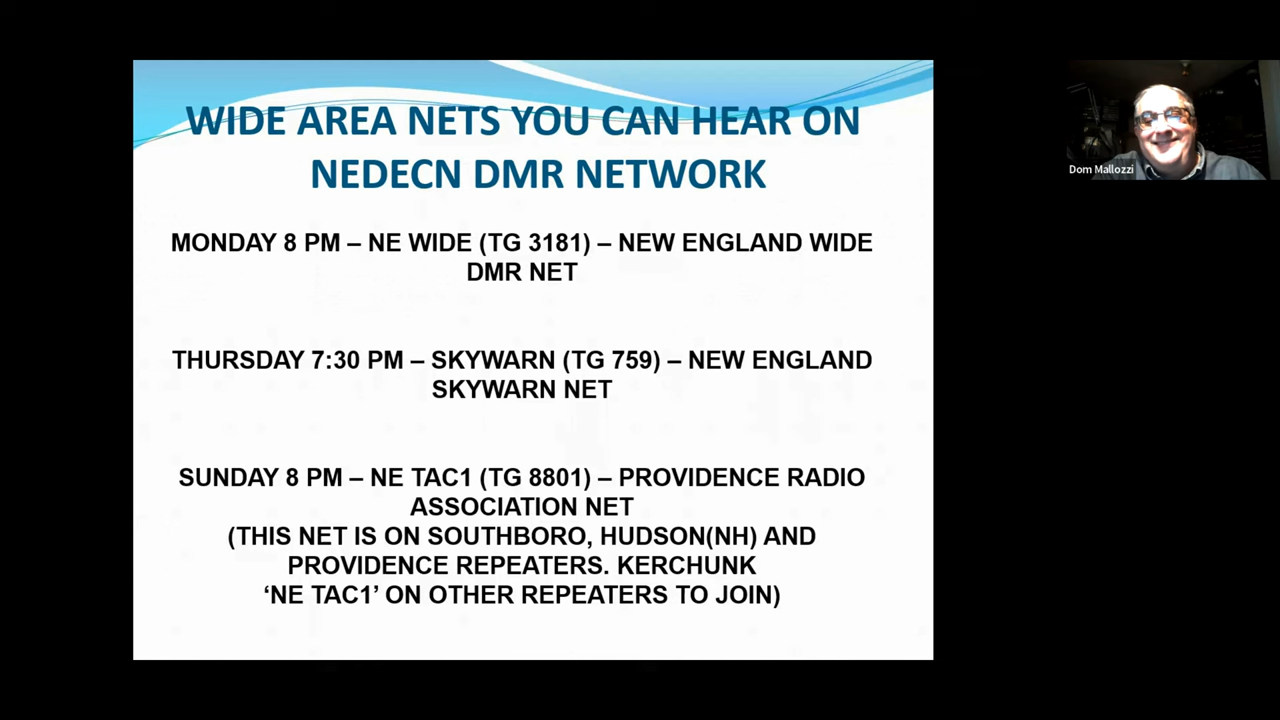 WIDE AREA NETS YOU CAN HEAR ON
NEDECN DMR NETWORK
MONDAY 8 PM – NE WIDE (TG 3181) – NEW ENGLAND WIDE
DMR NET
THURSDAY 7:30 PM – SKYWARN (TG 759) – NEW ENGLAND
SKYWARN NET
SUNDAY 8 PM – NE TAC1 (TG 8801) – PROVIDENCE RADIO
ASSOCIATION NET
(THIS NET IS ON SOUTHBORO, HUDSON(NH) AND
PROVIDENCE REPEATERS. KERCHUNK
‘NE TAC1’ ON OTHER REPEATERS TO JOIN)
Dom Mallozzi